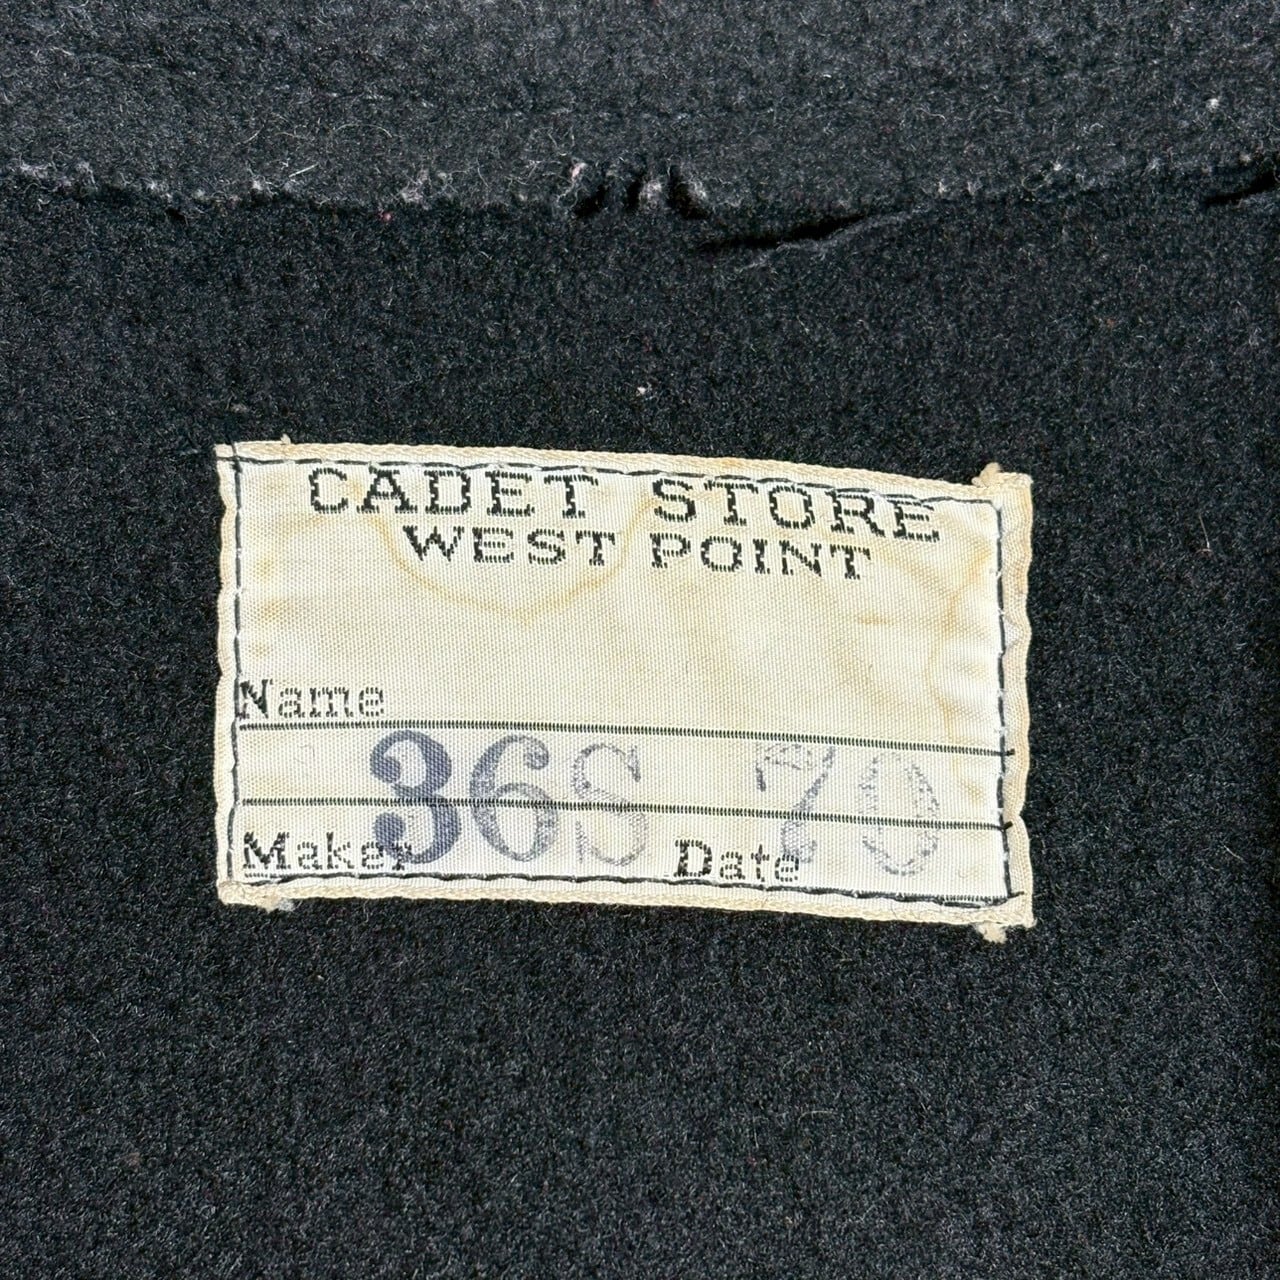 CADET STORE
WEST POINT
Name
36S 70
Maker Date